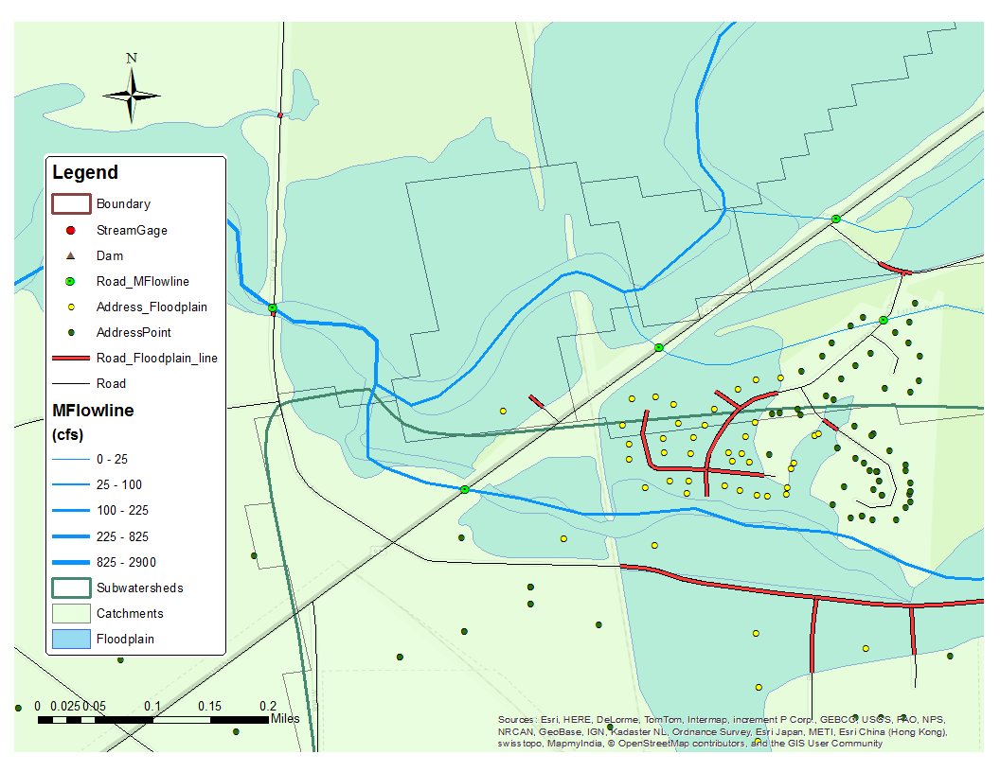 N
Legend
Boundary
StreamGage
Dam
Road_MFlowline
Address_Floodplain
AddressPoint
Road_Floodplain_line
Road
MFlowline
(cfs)
0 - 25
25 - 100
100 - 225
225 - 825
825 - 2900
Subwatersheds
Catchments
Floodplain
0 0.025 0.05 0.1 0.15 0.2
Miles
Sources: Esri, HERE, DeLorme, TomTom, Intermap, increment P Corp., GEBCO, USGS, FAO, NPS,
NRCAN, GeoBase, IGN, Kadaster NL, Ordnance Survey, Esri Japan, METI, Esri China (Hong Kong),
swisstopo, MapmyIndia, © OpenStreetMap contributors, and the GIS User Community